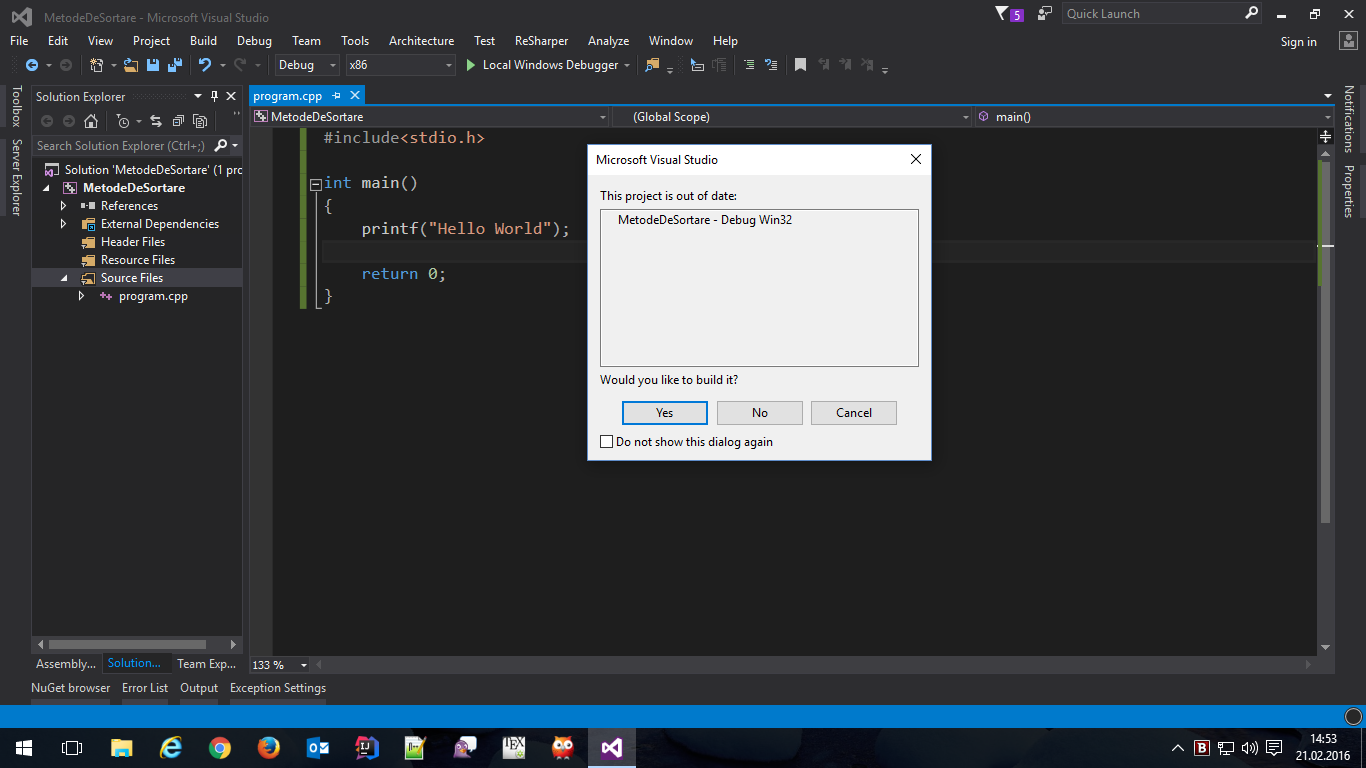 MetodeDeSortare - Microsoft Visual Studio
5
Quick Launch
File Edit View Project Build Debug Team Tools Architecture Test ReSharper Analyze Window Help
Sign in
Debug x86 Local Windows Debugger
Toolbox
Server Explorer
Solution Explorer
Search Solution Explorer (Ctrl+;)
Solution 'MetodeDeSortare' (1 pro
MetodeDeSortare
References
External Dependencies
Header Files
Resource Files
Source Files
program.cpp
Assembly... Solution... Team Exp...
program.cpp
MetodeDeSortare (Global Scope) main()
#include<stdio.h>
int main()
{
printf("Hello World");
return 0;
}
133 %
Microsoft Visual Studio
This project is out of date:
MetodeDeSortare - Debug Win32
Would you like to build it?
Yes No Cancel
Do not show this dialog again
Notifications
Properties
NuGet browser Error List Output Exception Settings
14:53
21.02.2016